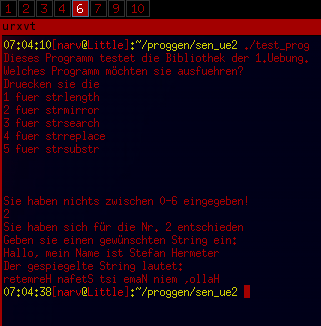 1 2 3 4 5 6 7 9 10
urxvt
07:04:10[marv@Little]:~/proggen/sen_ue2 ./test_prog
Dieses Programm testet die Bibliothek der 1.Uebung.
Welches Programm möchten sie ausfuehren?
Druecken sie die
1 fuer strlength
2 fuer strmirror
3 fuer strsearch
4 fuer strreplace
5 fuer strsubstr
Sie haben nichts zwischen 0-6 eingegeben!
2
Sie haben sich für die Nr. 2 entschieden
Geben sie einen gewünschten String ein:
Hallo, mein Name ist Stefan Hermeter
Der gespiegelte String lautet:
retemreH nafetS tsi emaN niem ,ollaH
07:04:38[marv@Little]:~/proggen/sen_ue2